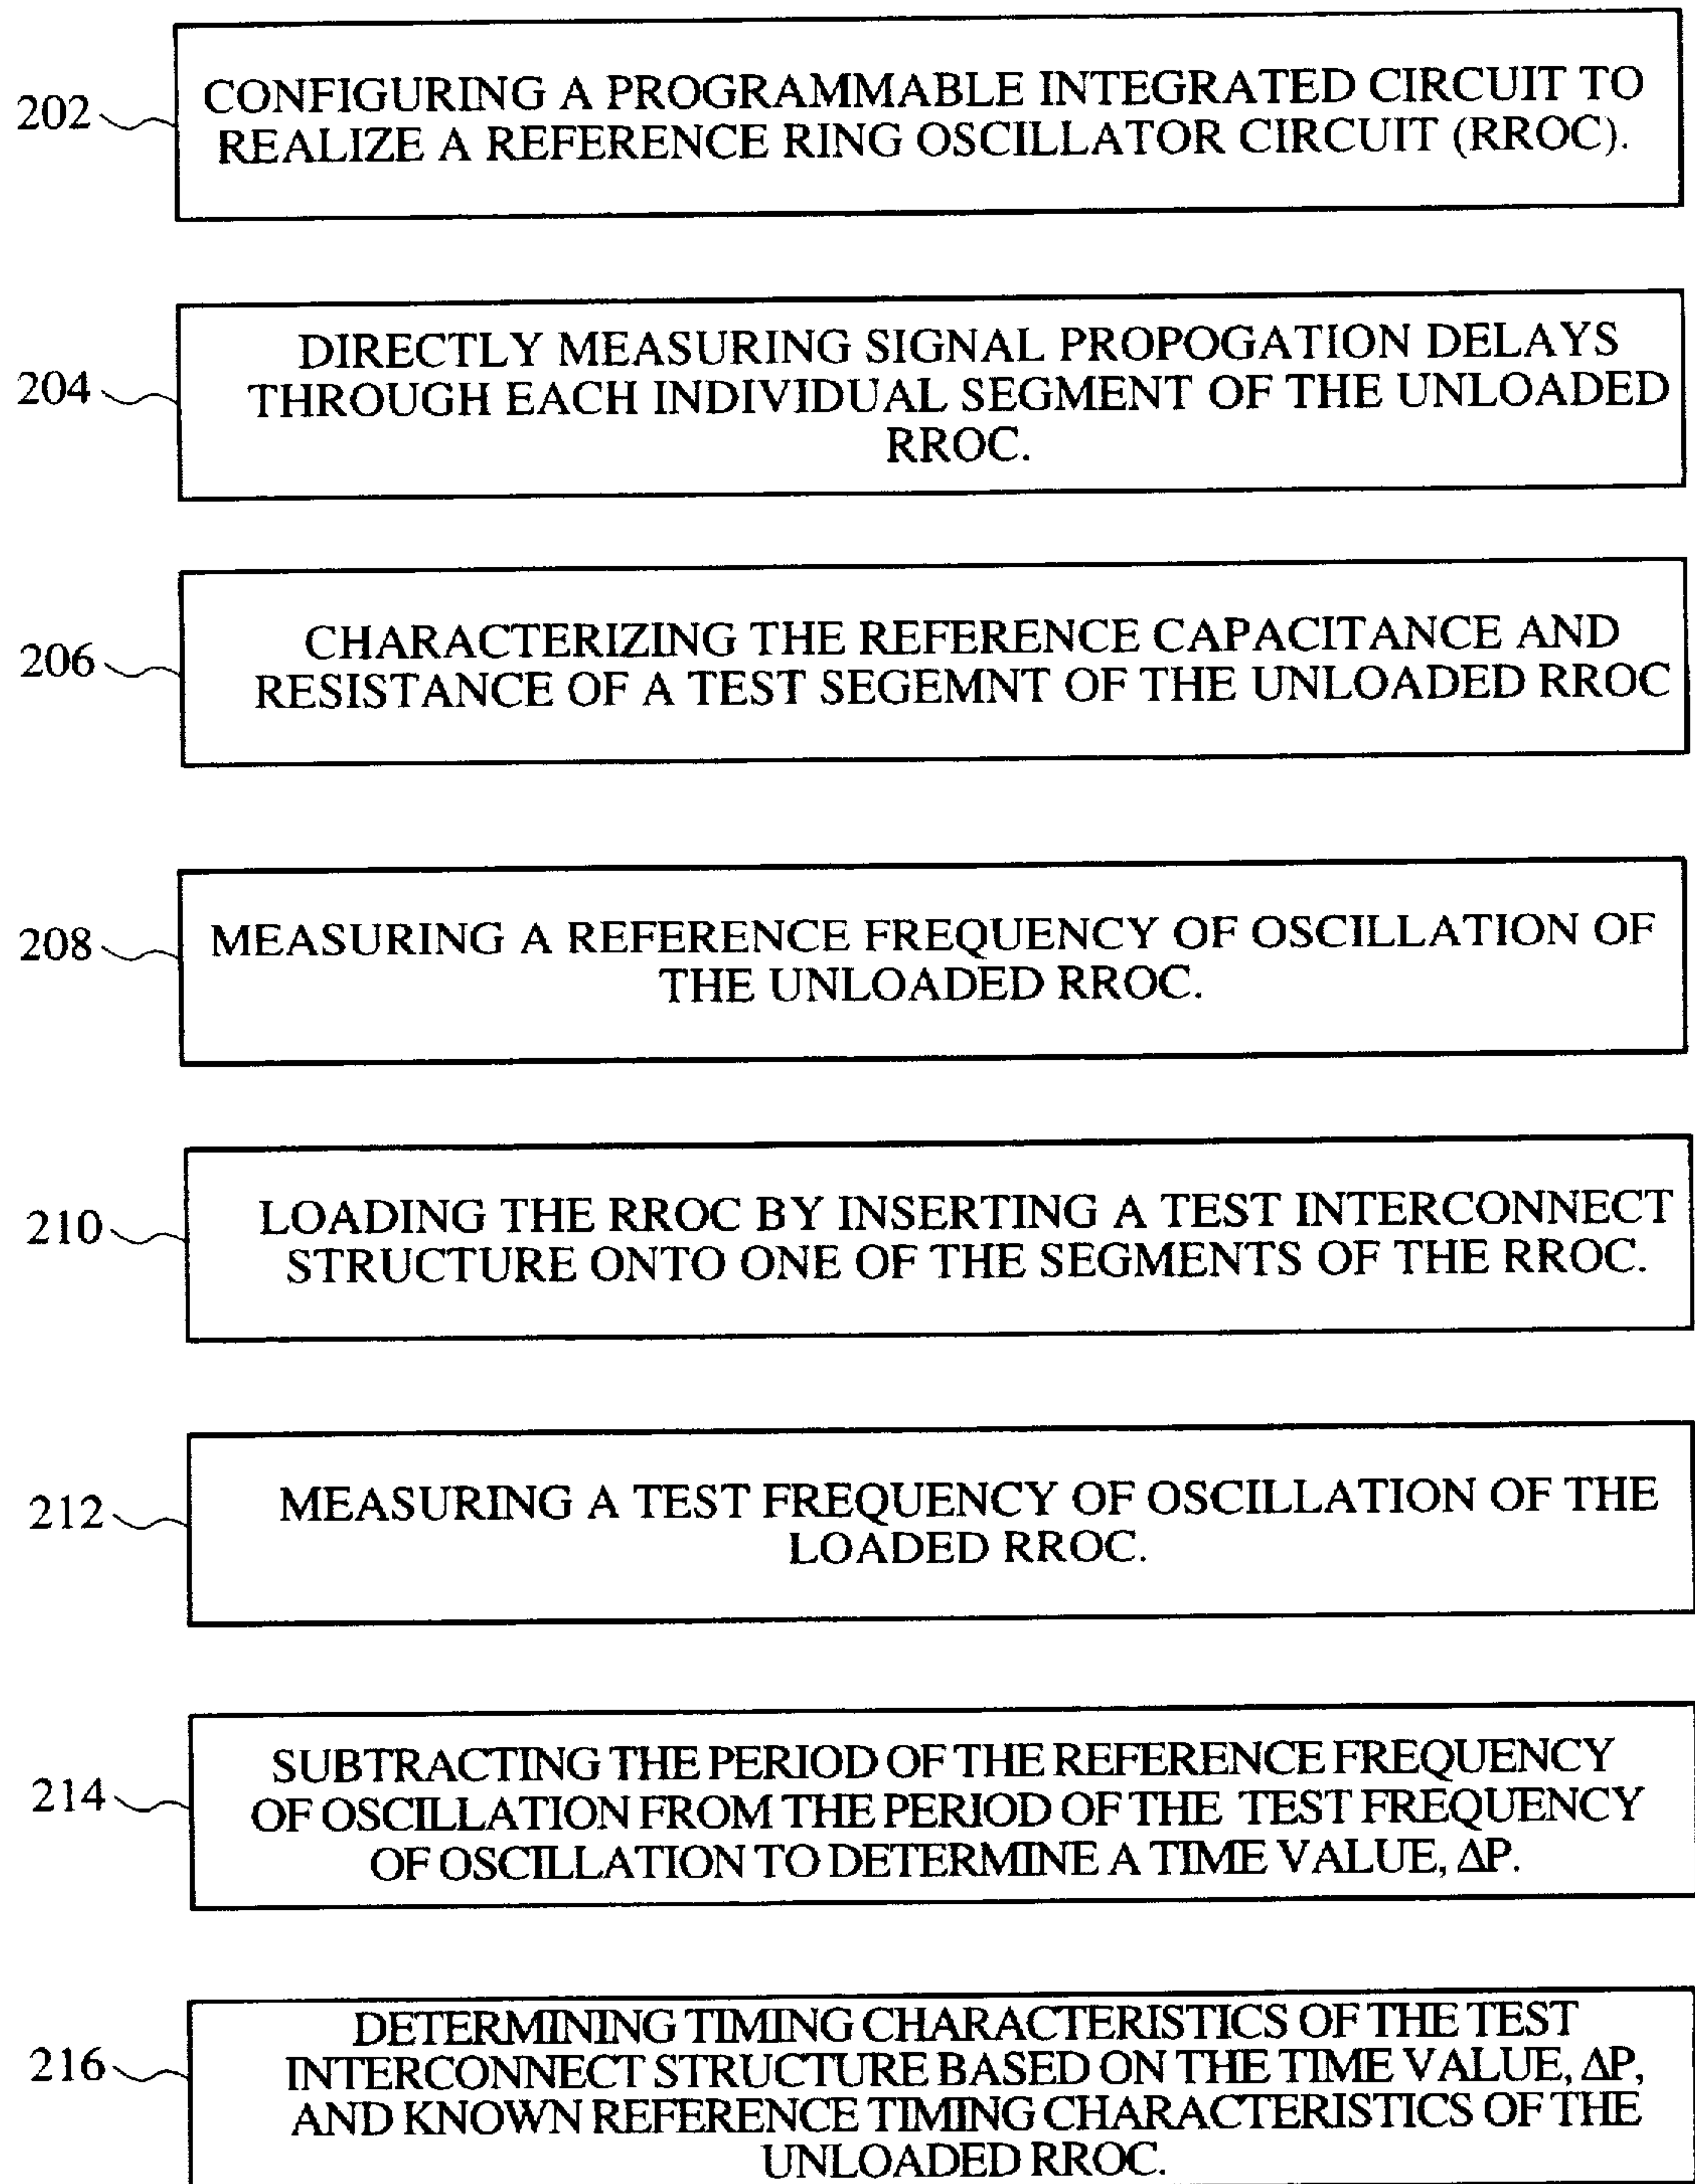 202
CONFIGURING A PROGRAMMABLE INTEGRATED CIRCUIT TO
REALIZE A REFERENCE RING OSCILLATOR CIRCUIT (RROC).
204
DIRECTLY MEASURING SIGNAL PROPOGATION DELAYS
THROUGH EACH INDIVIDUAL SEGMENT OF THE UNLOADED
RROC.
206
CHARACTERIZING THE REFERENCE CAPACITANCE AND
RESISTANCE OF A TEST SEGEMNT OF THE UNLOADED RROC
208
MEASURING A REFERENCE FREQUENCY OF OSCILLATION OF
THE UNLOADED RROC.
210
LOADING THE RROC BY INSERTING A TEST INTERCONNECT
STRUCTURE ONTO ONE OF THE SEGMENTS OF THE RROC.
212
MEASURING A TEST FREQUENCY OF OSCILLATION OF THE
LOADED RROC.
214
SUBTRACTING THE PERIOD OF THE REFERENCE FREQUENCY
OF OSCILLATION FROM THE PERIOD OF THE TEST FREQUENCY
OF OSCILLATION TO DETERMINE A TIME VALUE, ΔP.
216
DETERMINING TIMING CHARACTERISTICS OF THE TEST
INTERCONNECT STRUCTURE BASED ON THE TIME VALUE, ΔP,
AND KNOWN REFERENCE TIMING CHARACTERISTICS OF THE
UNLOADED RROC.